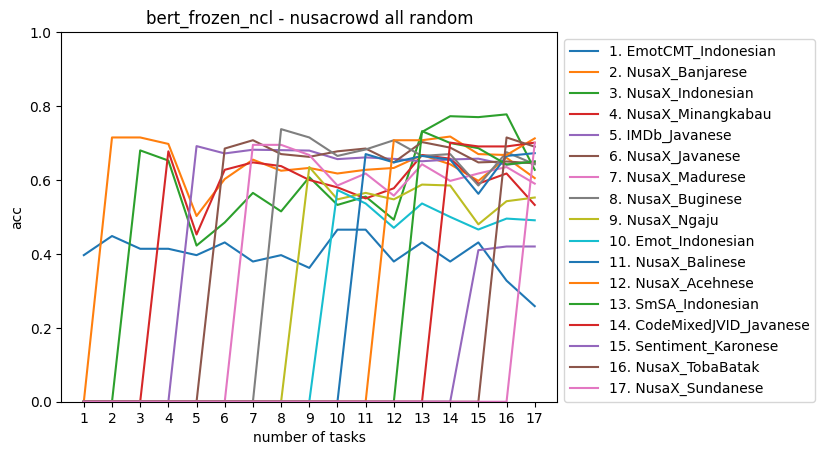 bert_frozen_ncl - nusacrowd all random
1.0
0.8
0.6
0.4
0.2
0.0
acc
1 2 3 4 5 6 7 8 9 10 11 12 13 14 15 16 17
number of tasks
1. EmotCMT_Indonesian
2. NusaX_Banjarese
3. NusaX_Indonesian
4. NusaX_Minangkabau
5. IMDb_Javanese
6. NusaX_Javanese
7. NusaX_Madurese
8. NusaX_Buginese
9. NusaX_Ngaju
10. Emot_Indonesian
11. NusaX_Balinese
12. NusaX_Acehnese
13. SmSA_Indonesian
14. CodeMixedJVID_Javanese
15. Sentiment_Karonese
16. NusaX_TobaBatak
17. NusaX_Sundanese